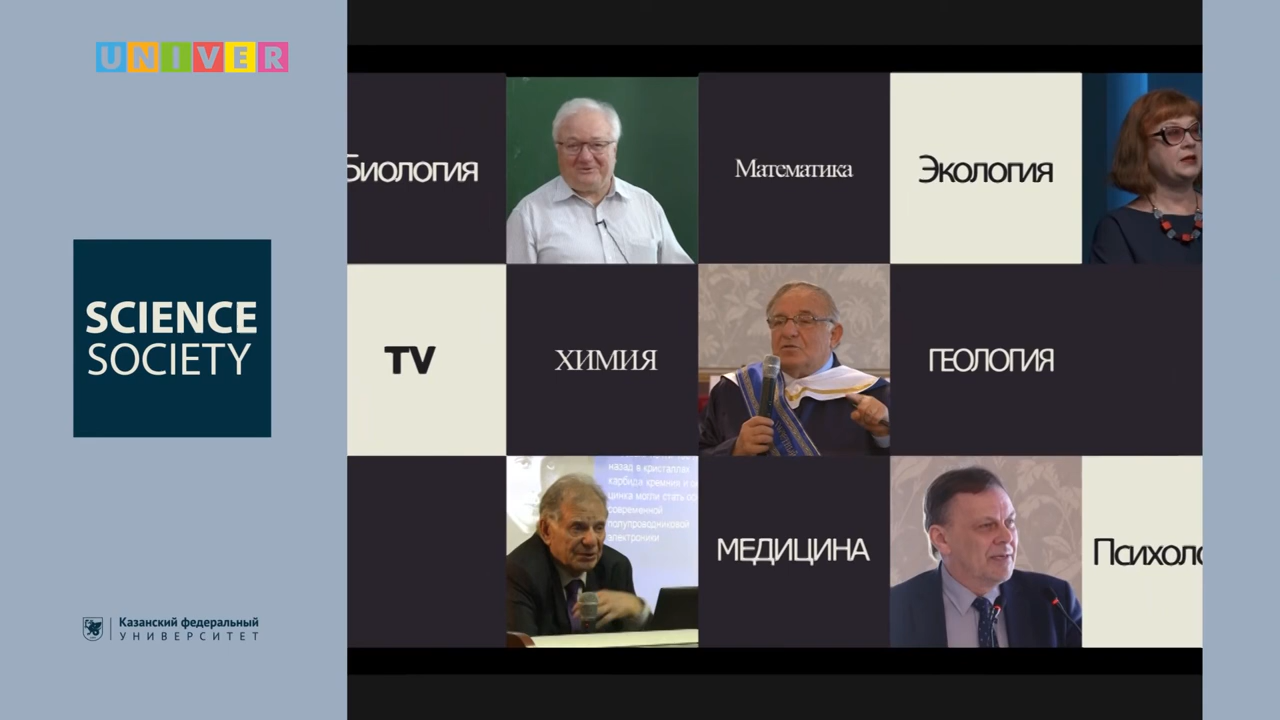 UNIVER
SCIENCE
SOCIETY
Казанский федеральный
УНИВЕРСИТЕТ
Биология
Математика
Экология
TV
ХИМИЯ
ГЕОЛОГИЯ
назад в кристаллах
карбида кремния и
цинка могли стать
современной
полупроводниковой
электроники
МЕДИЦИНА
Психоло